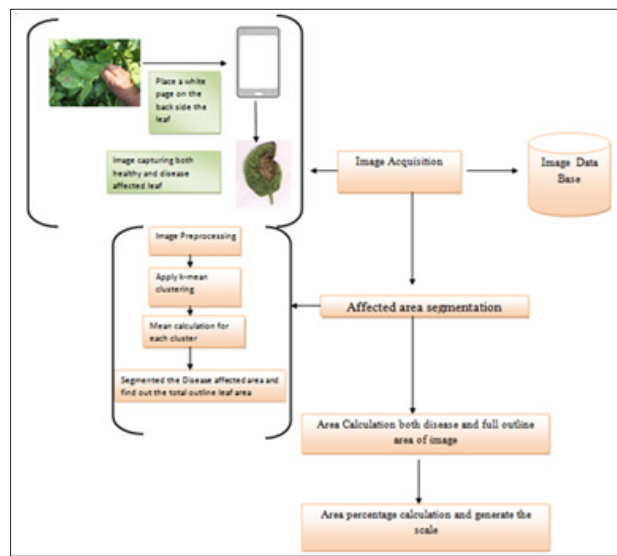 Place a white
page on the
back side the
leaf
Image capturing both
healthy and disease
affected leaf
Image Acquisition
Image Data
Base
Image Preprocessing
Apply k-mean
clustering
Mean calculation for
each cluster
Segmented the Disease affected area and
find out the total outline leaf area
Affected area segmentation
Area Calculation both disease and full outline
area of image
Area percentage calculation and generate the
scale